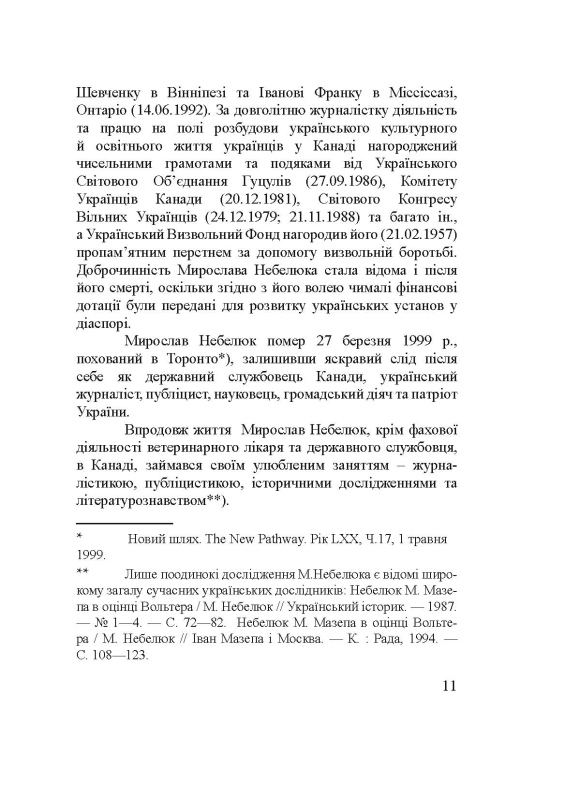 Шевченку в Вінніпезі та Іванові Франку в Міссіссазі,
Онтаріо (14.06.1992). За довголітню журналістку діяльність
та працю на полі розбудови українського культурного
й освітнього життя українців у Канаді нагороджений
чисельними грамотами та подяками від Українського
Світового Об’єднання Гуцулів (27.09.1986), Комітету
Українців Канади (20.12.1981), Світового Конгресу
Вільних Українців (24.12.1979; 21.11.1988) та багато ін.,
а Український Визвольний Фонд нагородив його (21.02.1957)
пропам’ятним перстнем за допомогу визвольній боротьбі.
Доброчинність Мирослава Небелюка стала відома і після
його смерті, оскільки згідно з його волею чималі фінансові
дотації були передані для розвитку українських установ у
діаспорі.
Мирослав Небелюк помер 27 березня 1999 р.,
похований в Торонто*), залишивши яскравий слід після
себе як державний службовець Канади, український
журналіст, публіцист, науковець, громадський діяч та патріот
України.
Впродовж життя Мирослав Небелюк, крім фахової
діяльності ветеринарного лікаря та державного службовця,
в Канаді, займався своїм улюбленим заняттям – журна-
лістикою, публіцистикою, історичними дослідженнями та
літературознавством**).
* Новий шлях. The New Pathway. Рік LXX, Ч.17, 1 травня
1999.
** Лише поодинокі дослідження М.Небелюка є відомі широ-
кому загалу сучасних українських дослідників: Небелюк М. Мазе-
па в оцінці Вольтера / М. Небелюк // Український історик. — 1987.
— № 1—4. — С. 72—82. Небелюк М. Мазепа в оцінці Вольте-
ра / М. Небелюк // Іван Мазепа і Москва. — К. : Рада, 1994. —
С. 108—123.
11